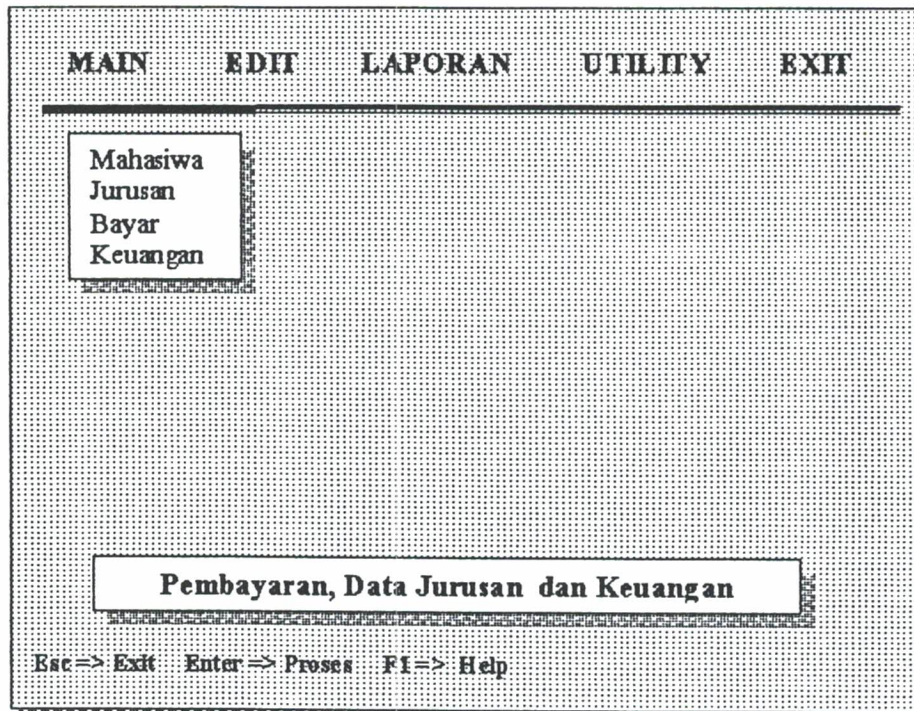 MAIN EDIT LAPORAN UTILITY EXIT
Mahasiwa
Jurusan
Bayar
Keuangan
Pembayaran, Data Jurusan dan Keuangan
Esc => Exit Enter => Proses F1 => Help